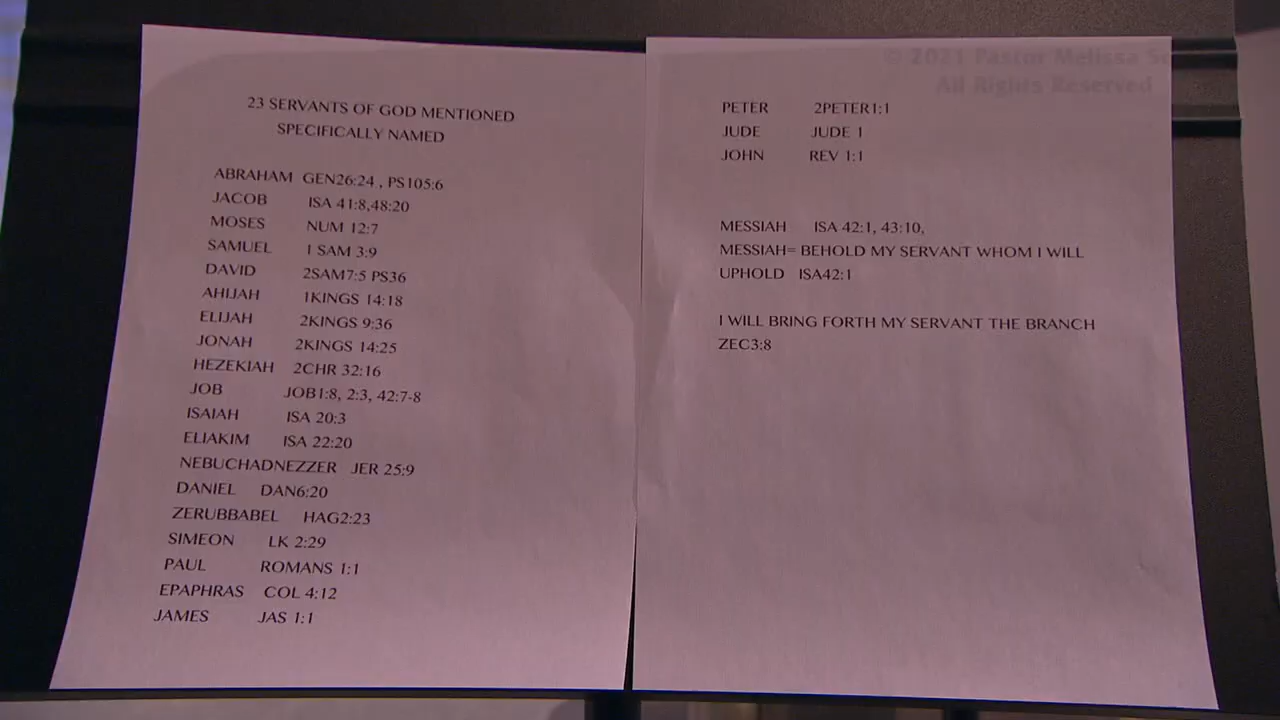 23 SERVANTS OF GOD MENTIONED
SPECIFICALLY NAMED
ABRAHAM GEN26:24 , PS105:6
JACOB ISA 41:8,48:20
MOSES NUM 12:7
SAMUEL 1 SAM 3:9
DAVID 2SAM7:5 PS36
AHIJAH 1KINGS 14:18
ELIJAH 2KINGS 9:36
JONAH 2KINGS 14:25
HEZEKIAH 2CHR 32:16
JOB JOB1:8, 2:3, 42:7-8
ISAIAH ISA 20:3
ELIAKIM ISA 22:20
NEBUCHADNEZZER JER 25:9
DANIEL DAN6:20
ZERUBBABEL HAG2:23
SIMEON LK 2:29
PAUL ROMANS 1:1
EPAPHRAS COL 4:12
JAMES JAS 1:1
© 2021 Pastor Melissa
All Rights Reserved
PETER 2PETER1:1
JUDE JUDE 1
JOHN REV 1:1
MESSIAH ISA 42:1, 43:10,
MESSIAH= BEHOLD MY SERVANT WHOM I WILL
UPHOLD ISA42:1
I WILL BRING FORTH MY SERVANT THE BRANCH
ZEC3:8